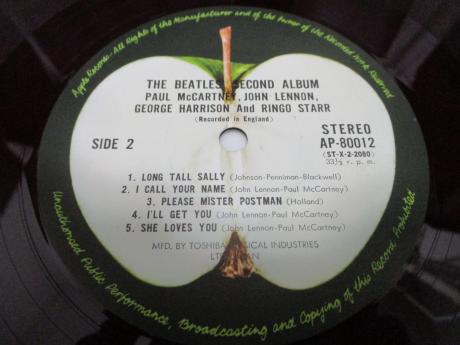 Apple Records-All Rights of the Manufacturer and of the Owner of the Recorded Work Reserved
THE BEATLES SECOND ALBUM
PAUL McCARTNEY, JOHN LENNON,
GEORGE HARRISON And RINGO STARR
(Recorded in England)
SIDE 2
STEREO
AP-80012
(ST-X-2-2080)
33⅓ r. p. m.
1. LONG TALL SALLY (Johnson-Penniman-Blackwell)
2. I CALL YOUR NAME (John Lennon-Paul McCartney)
3. PLEASE MISTER POSTMAN (Holland)
4. I'LL GET YOU (John Lennon-Paul McCartney)
5. SHE LOVES YOU (John Lennon-Paul McCartney)
MFD. BY TOSHIBA MUSICAL INDUSTRIES
LTD. JAPAN
Unauthorised Public Performance, Broadcasting and Copying of this Record Prohibited